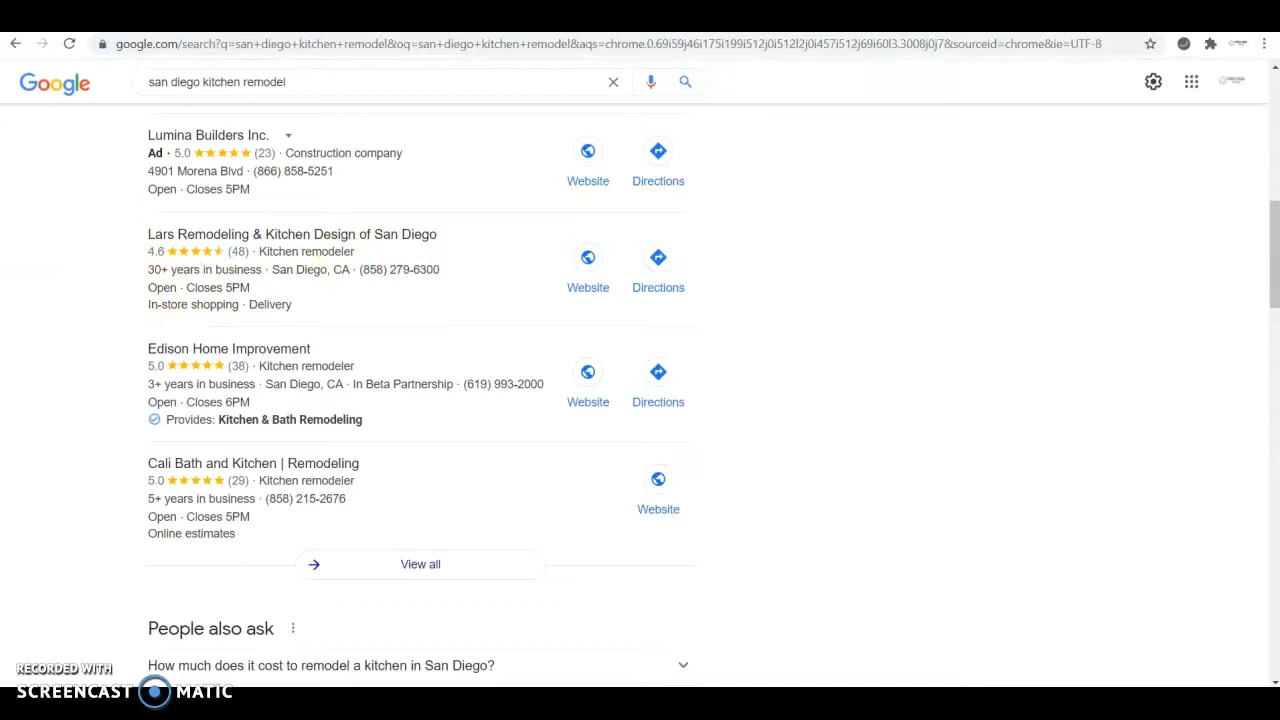 google.com/search?q=san+diego+kitchen+remodel&oq=san+diego+kitchen+remodel&aqs=chrome.0.69i59j46i175i199i512j0i512l2j0i457i512j69i60l3.3008j0j7&sourceid=chrome&ie=UTF-8
Google
san diego kitchen remodel
Lumina Builders Inc.
Ad · 5.0 (23) · Construction company
4901 Morena Blvd · (866) 858-5251
Open · Closes 5PM
Website
Directions
Lars Remodeling & Kitchen Design of San Diego
4.6 (48) · Kitchen remodeler
30+ years in business · San Diego, CA · (858) 279-6300
Open · Closes 5PM
In-store shopping · Delivery
Website
Directions
Edison Home Improvement
5.0 (38) · Kitchen remodeler
3+ years in business · San Diego, CA · In Beta Partnership · (619) 993-2000
Open · Closes 6PM
Provides: Kitchen & Bath Remodeling
Website
Directions
Cali Bath and Kitchen | Remodeling
5.0 (29) · Kitchen remodeler
5+ years in business · (858) 215-2676
Open · Closes 5PM
Online estimates
Website
View all
People also ask
How much does it cost to remodel a kitchen in San Diego?
RECORDED WITH
SCREENCAST MATIC